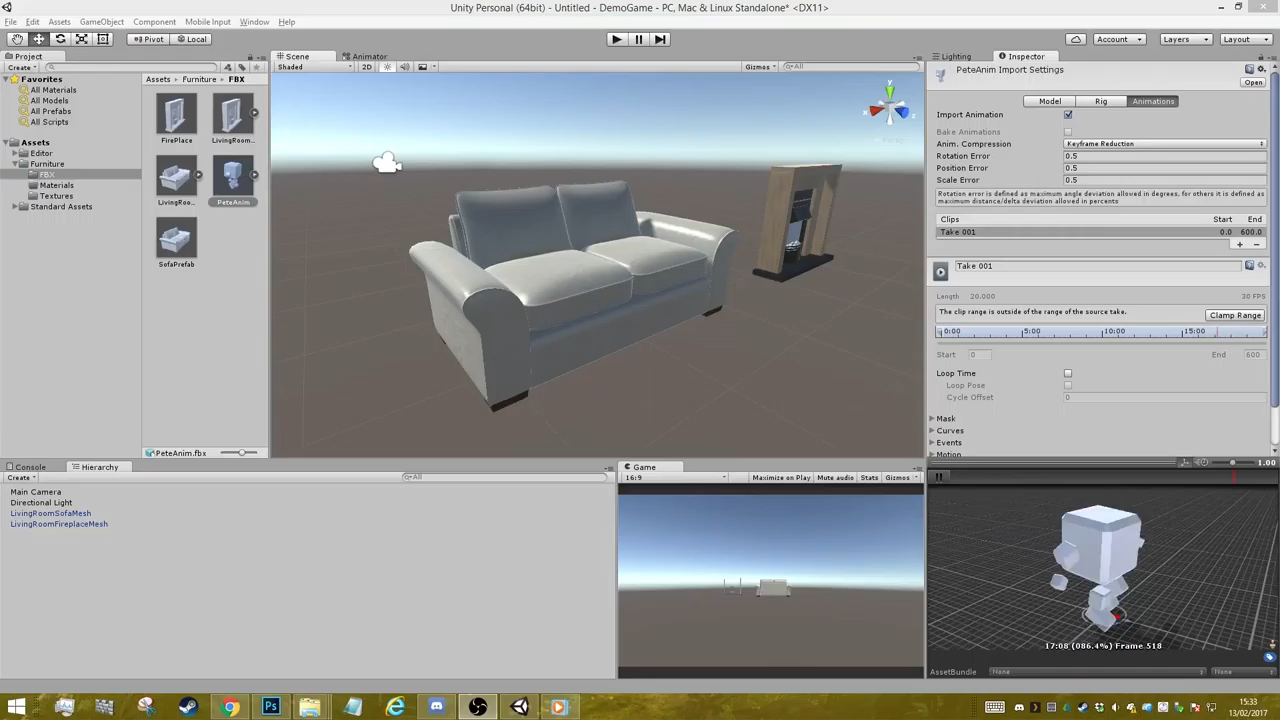 Unity Personal (64bit) - Untitled - DemoGame - PC, Mac & Linux Standalone* <DX11>
File Edit Assets GameObject Component Mobile Input Window Help
Pivot Local Account Layers Layout
Project
Create
Favorites
All Materials
All Models
All Prefabs
All Scripts
Assets
Editor
Furniture
FBX
Materials
Textures
Standard Assets
Assets Furniture FBX
FirePlace LivingRoom...
LivingRoo... PeteAnim
SofaPrefab
PeteAnim.fbx
Scene Animator
Shaded 2D Gizmos All
y
x z
Persp
Lighting Inspector
PeteAnim Import Settings
Open
Model Rig Animations
Import Animation
Bake Animations
Anim. Compression Keyframe Reduction
Rotation Error 0.5
Position Error 0.5
Scale Error 0.5
Rotation error is defined as maximum angle deviation allowed in degrees, for others it is defined as
maximum distance/delta deviation allowed in percents
Clips Start End
Take 001 0.0 600.0
+ −
Take 001
Length 20.000 30 FPS
The clip range is outside of the range of the source take. Clamp Range
0:00 5:00 10:00 15:00
Start 0 End 600
Loop Time
Loop Pose
Cycle Offset 0
Mask
Curves
Events
Motion
1.00
17:08 (086.4%) Frame 518
AssetBundle None None
Console Hierarchy
Create All
Main Camera
Directional Light
LivingRoomSofaMesh
LivingRoomFireplaceMesh
Game
16:9 Maximize on Play Mute audio Stats Gizmos
15:33
13/02/2017